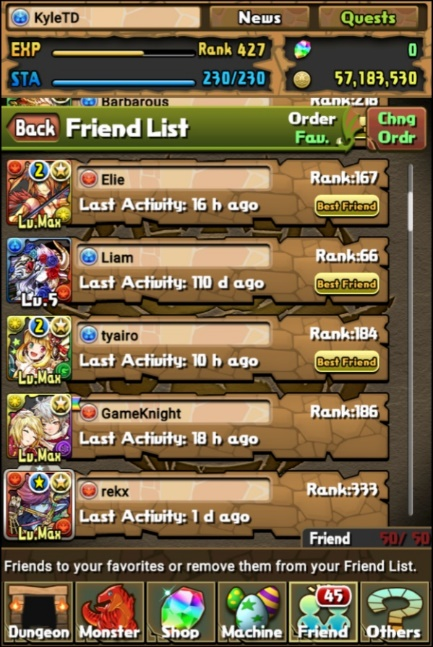 KyleTD News Quests
EXP Rank 427 0
STA 230/230 57,183,530
Barbarous Rank:218
Back Friend List Order Fav. Chng Ordr
2 Elie Rank:167
Last Activity: 16 h ago Best Friend
Lv.Max
Liam Rank:66
Last Activity: 110 d ago Best Friend
Lv.5
2 tyairo Rank:184
Last Activity: 10 h ago Best Friend
Lv.Max
GameKnight Rank:186
Last Activity: 18 h ago
Lv.Max
rekx Rank:333
Last Activity: 1 d ago
Lv.Max
Friend 50/ 50
Friends to your favorites or remove them from your Friend List.
45
Dungeon Monster Shop Machine Friend Others